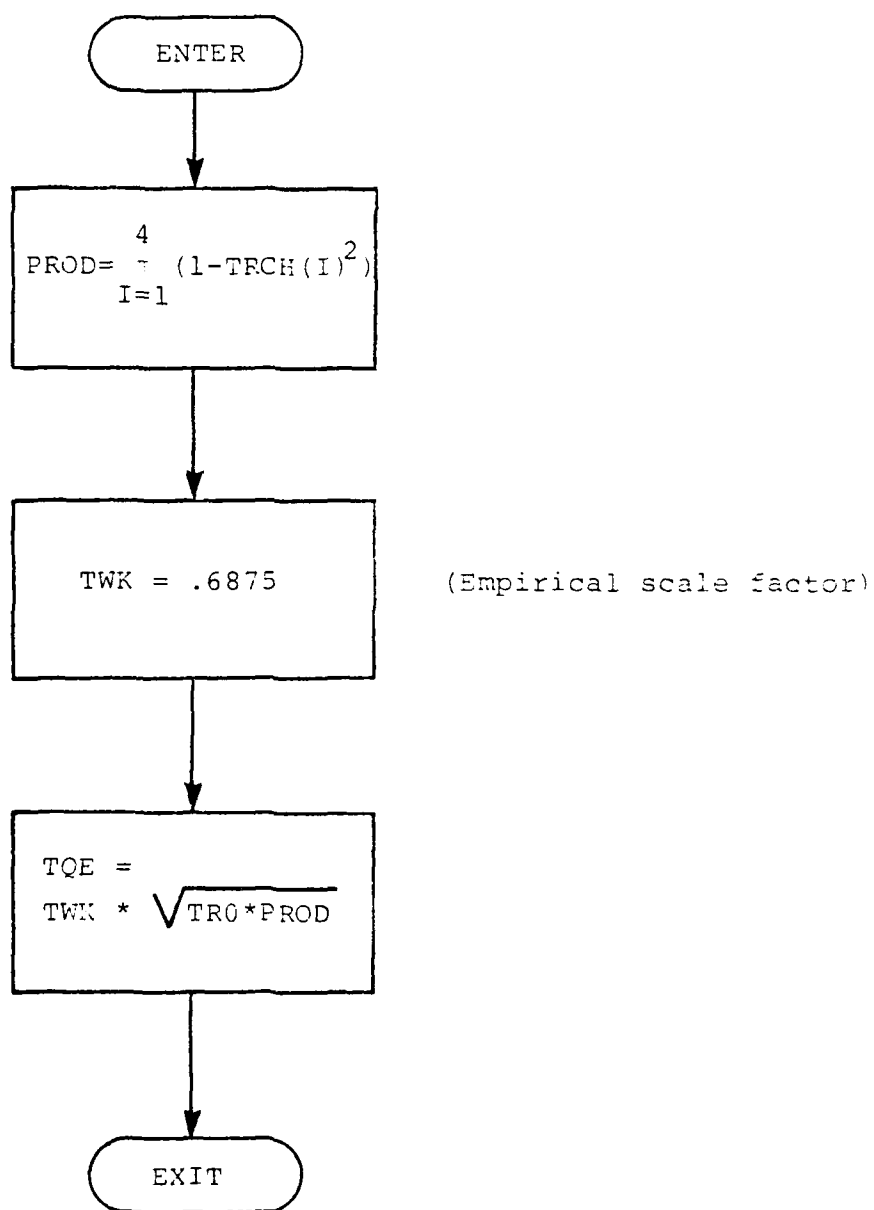 ENTER
4
PROD= (1-TRCH(I)²)
I=1
TWK = .6875
(Empirical scale factor)
TQE =
TWK * √TR0*PROD
EXIT